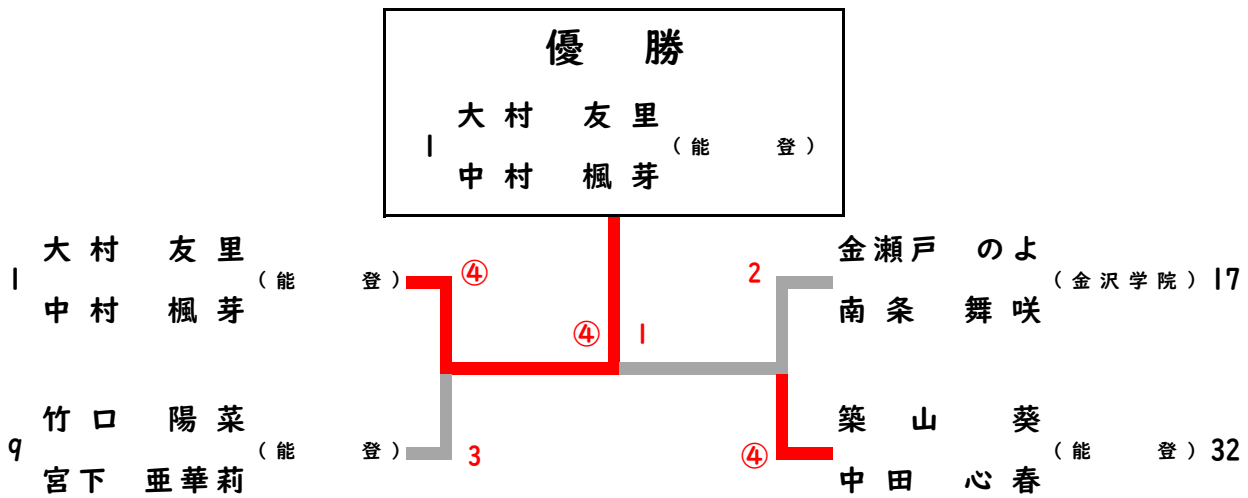 優　勝
大村　友里
1　（能　登）
中村　楓芽
大村　友里
1　（能　登）
中村　楓芽
④
2
金瀬戸　のよ
（金沢学院）17
南条　舞咲
④　1
竹口　陽菜
9　（能　登）
宮下　亜華莉
3
④
築山　葵
（能　登）32
中田　心春